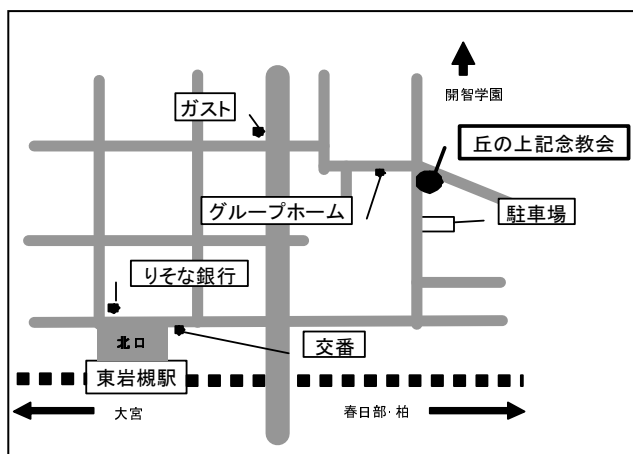 開智学園
ガスト
丘の上記念教会
グループホーム
駐車場
りそな銀行
北口
交番
東岩槻駅
大宮
春日部・柏